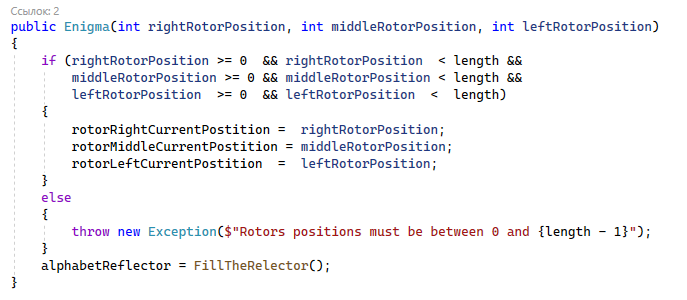 Ссылок: 2
public Enigma(int rightRotorPosition, int middleRotorPosition, int leftRotorPosition)
{
    if (rightRotorPosition >= 0  && rightRotorPosition  < length &&
        middleRotorPosition >= 0 && middleRotorPosition < length &&
        leftRotorPosition  >= 0  && leftRotorPosition  <  length)
    {
        rotorRightCurrentPostition =  rightRotorPosition;
        rotorMiddleCurrentPostition = middleRotorPosition;
        rotorLeftCurrentPostition  =  leftRotorPosition;
    }
    else
    {
        throw new Exception($"Rotors positions must be between 0 and {length - 1}");
    }
    alphabetReflector = FillTheRelector();
}